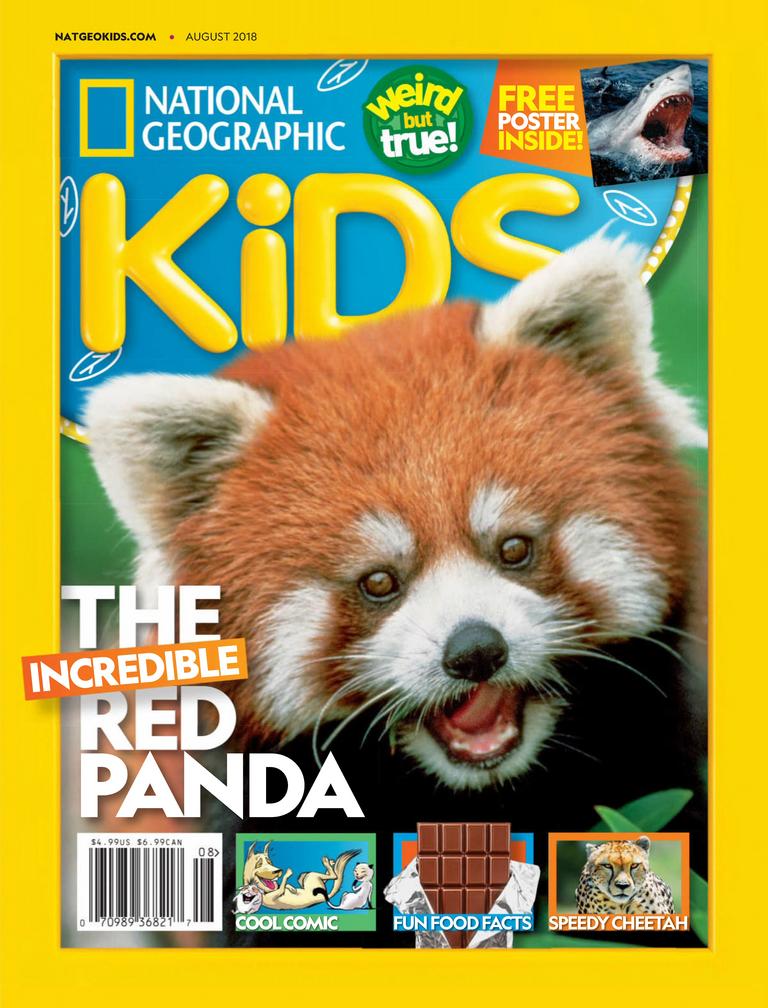 NATGEOKIDS.COM • AUGUST 2018
NATIONAL
GEOGRAPHIC
KiDS
weird
but
true!
FREE
POSTER
INSIDE!
THE
INCREDIBLE
RED
PANDA
$4.99US $6.99CAN
08>
0 70989 36821 7
COOL COMIC
FUN FOOD FACTS
SPEEDY CHEETAH